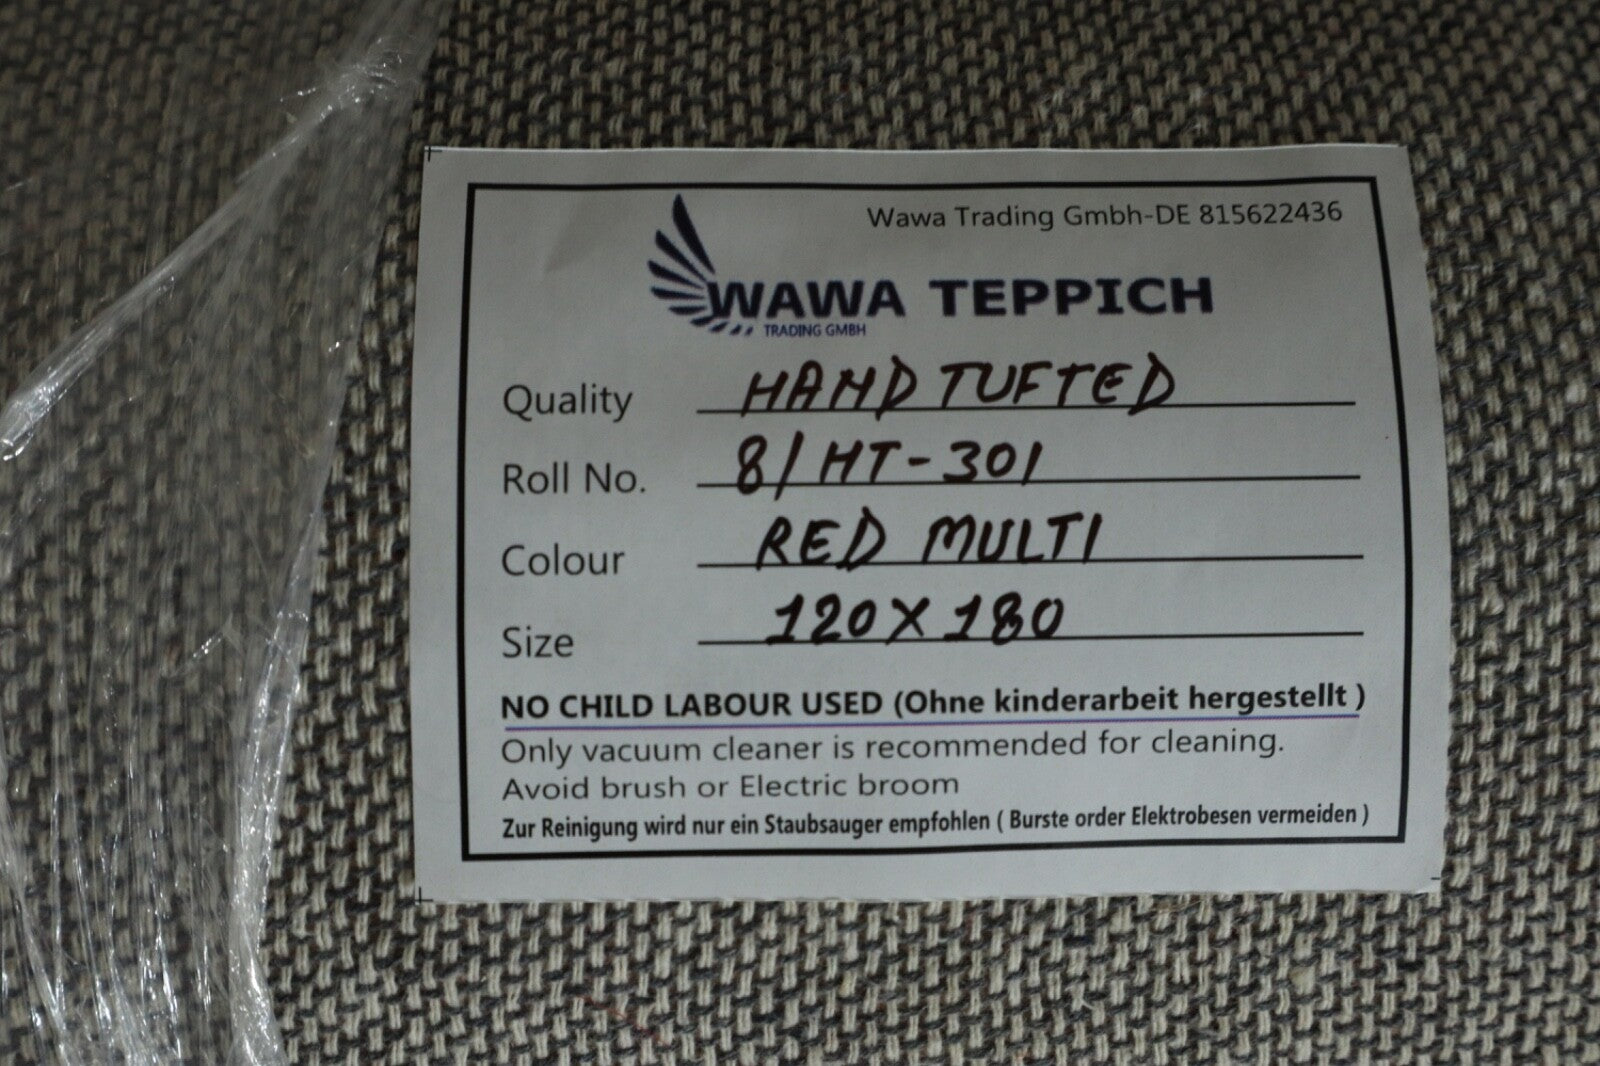 Wawa Trading Gmbh-DE 815622436
WAWA TEPPICH
TRADING GMBH
Quality HAND TUFTED
Roll No. 8/HT-301
Colour RED MULTI
Size 120X180
NO CHILD LABOUR USED (Ohne kinderarbeit hergestellt )
Only vacuum cleaner is recommended for cleaning.
Avoid brush or Electric broom
Zur Reinigung wird nur ein Staubsauger empfohlen ( Burste order Elektrobesen vermeiden )